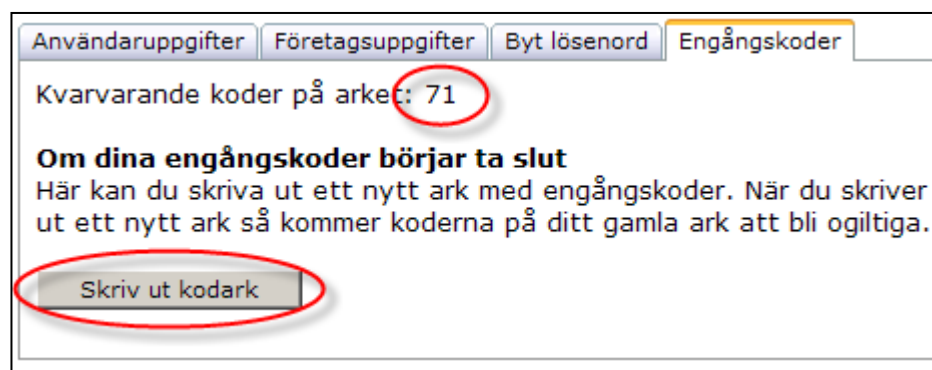 Användaruppgifter Företagsuppgifter Byt lösenord Engångskoder
Kvarvarande koder på arket: 71
Om dina engångskoder börjar ta slut
Här kan du skriva ut ett nytt ark med engångskoder. När du skriver
ut ett nytt ark så kommer koderna på ditt gamla ark att bli ogiltiga.
Skriv ut kodark